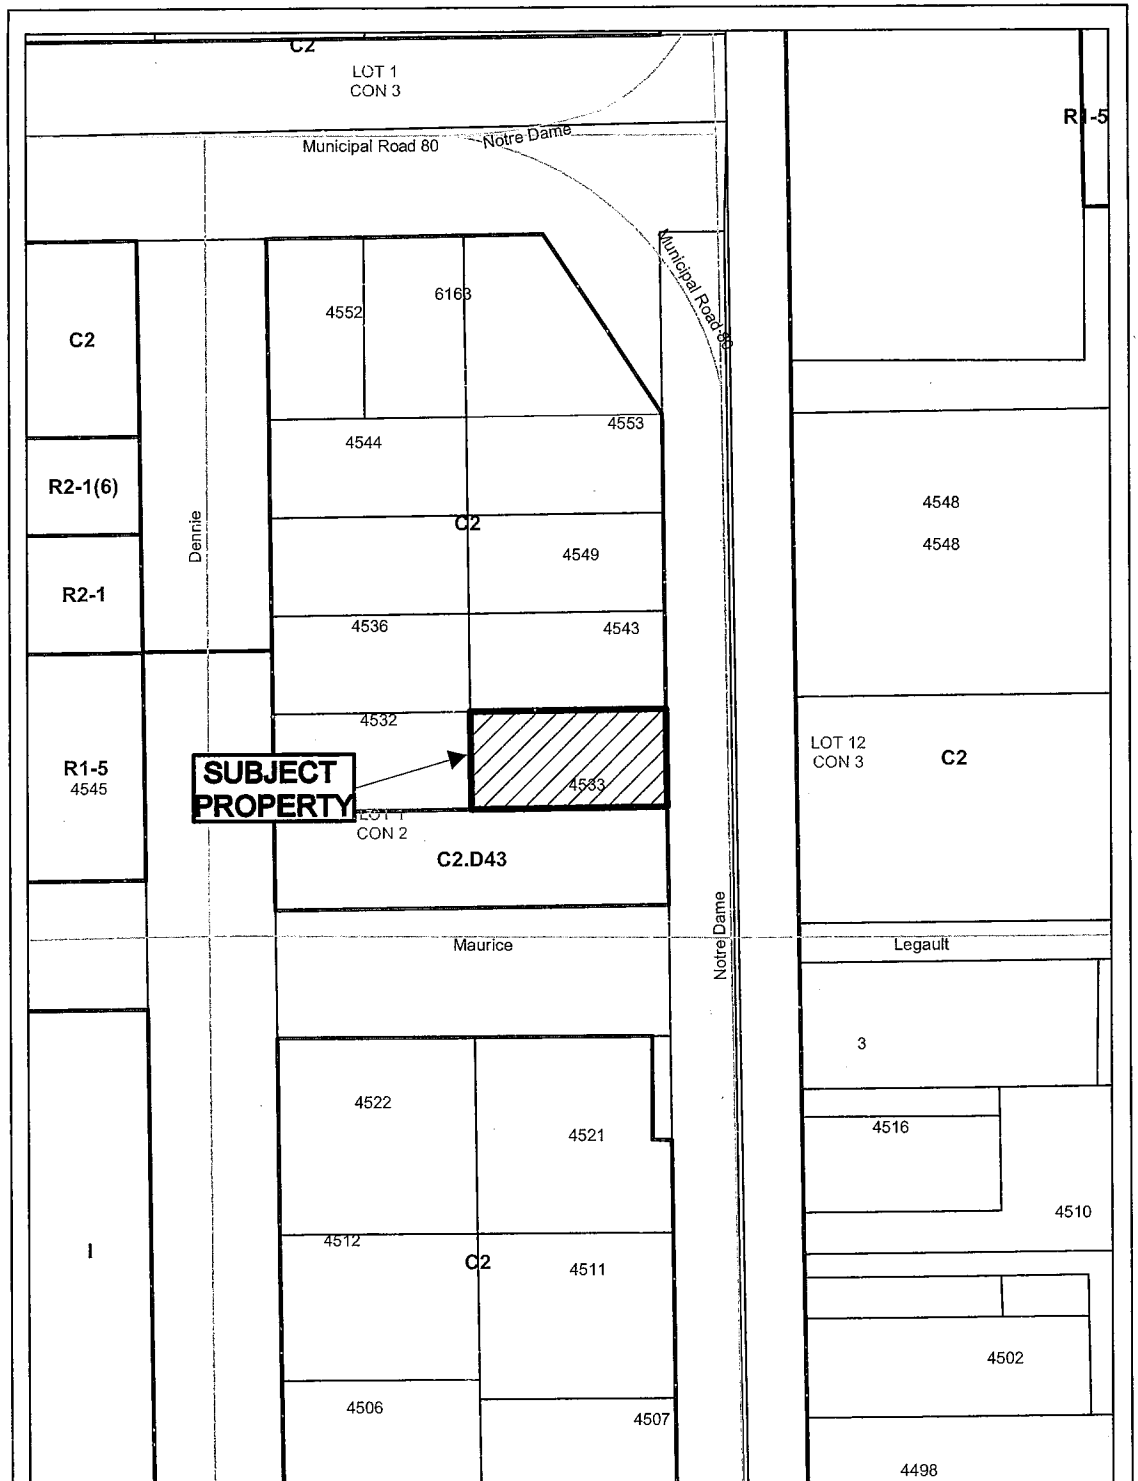 C2
LOT 1
CON 3
R1-5
Municipal Road 80
Notre Dame
Municipal Road 80
4552
6163
C2
4553
4544
R2-1(6)
4548
C2
Dennie
4549
4548
R2-1
4536
4543
4532
LOT 12
CON 3
C2
R1-5
4545
SUBJECT
PROPERTY
4533
LOT 1
CON 2
C2.D43
Maurice
Notre Dame
Legault
3
4522
4521
4516
4510
4512
C2
4511
I
4502
4506
4507
4498